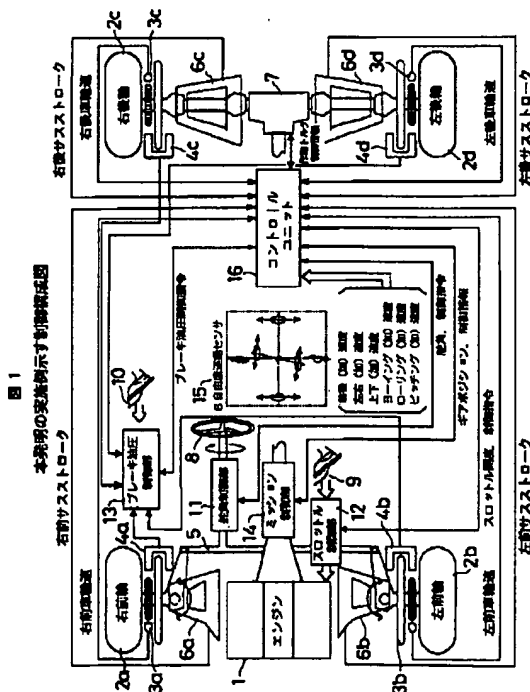 図 1
本発明の実施例示す制御構成図
右前サスストローク
右前車輪速
右前輪
2a
3a
4a
6a
5
13
ブレーキ油圧
制御部
10
ブレーキ油圧制御指令
1
エンジン
11
舵角制御部
8
14
ミッション
制御部
12
スロットル
制御部
9
15
6自由度運動センサ
16
コントロール
ユニット
前後 (加) 速度
左右 (加) 速度
上下 (加) 速度
ヨーイング (加) 速度
ローリング (加) 速度
ピッチング (加) 速度
舵角、制御指令
ギアポジション、制御情報
スロットル開度、制御指令
6b
4b
3b
2b
左前輪
左前車輪速
左前サスストローク
右後サスストローク
右後車輪速
右後輪
2c
3c
4c
6c
7
6d
4d
3d
左後輪
2d
左後車輪速
左後サスストローク